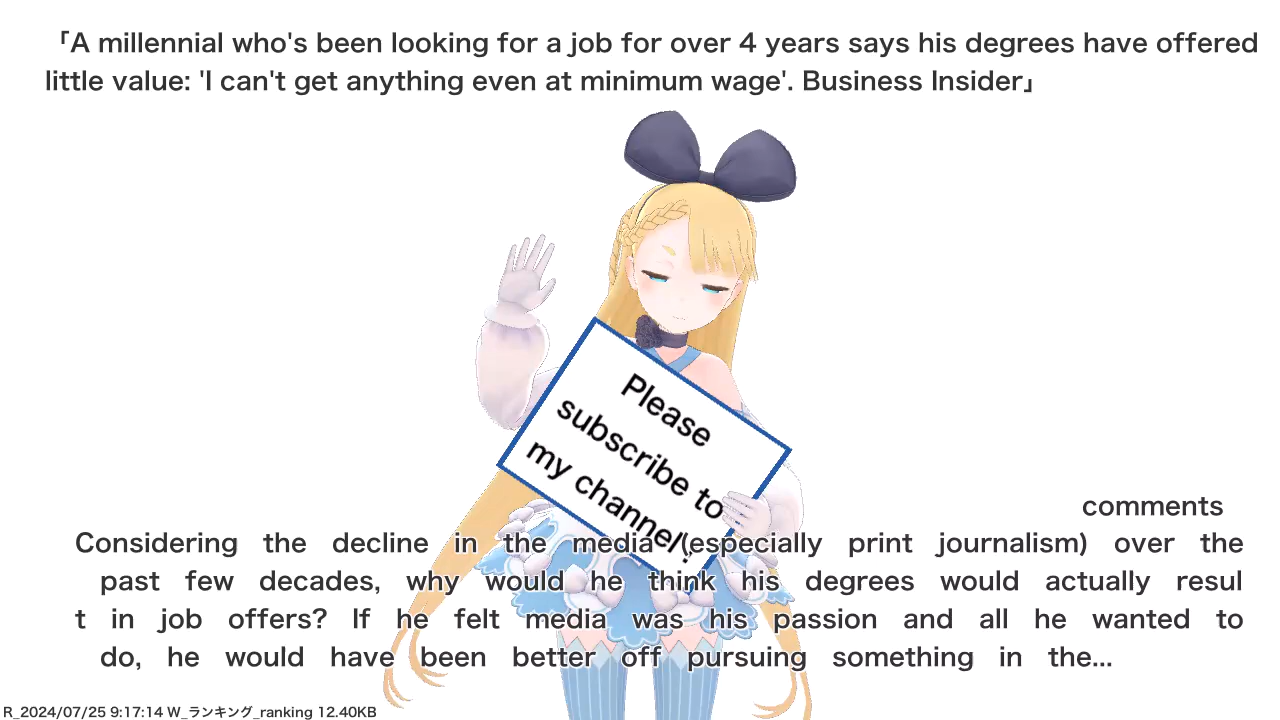 「A millennial who's been looking for a job for over 4 years says his degrees have offered
little value: 'I can't get anything even at minimum wage'. Business Insider」
Please
subscribe to
my channel!
comments
Considering the decline in the media (especially print journalism) over the
past few decades, why would he think his degrees would actually resul
t in job offers? If he felt media was his passion and all he wanted to
do, he would have been better off pursuing something in the...
R_2024/07/25 9:17:14 W_ランキング_ranking 12.40KB